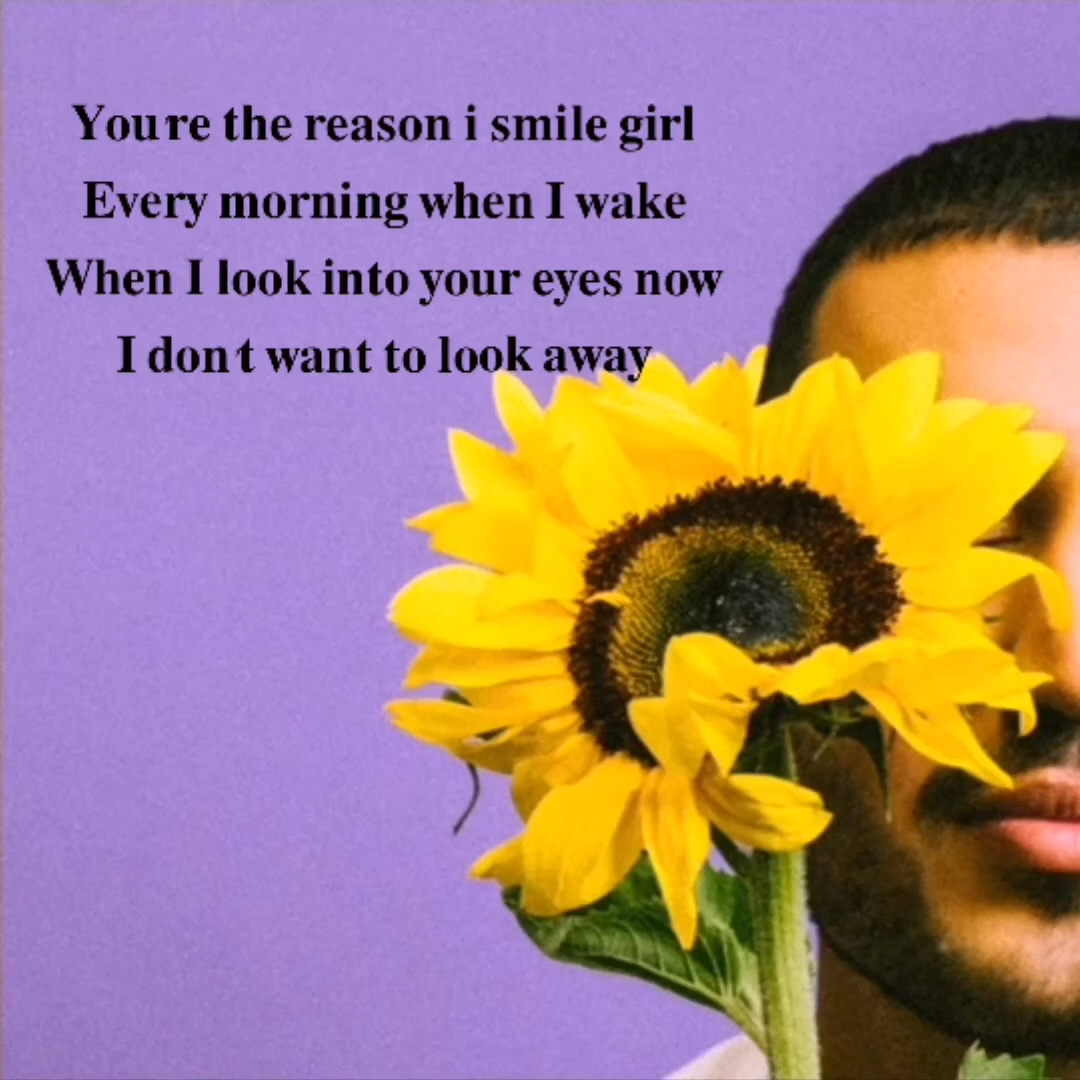 You re the reason i smile girl
Every morning when I wake
When I look into your eyes now
I don t want to look away